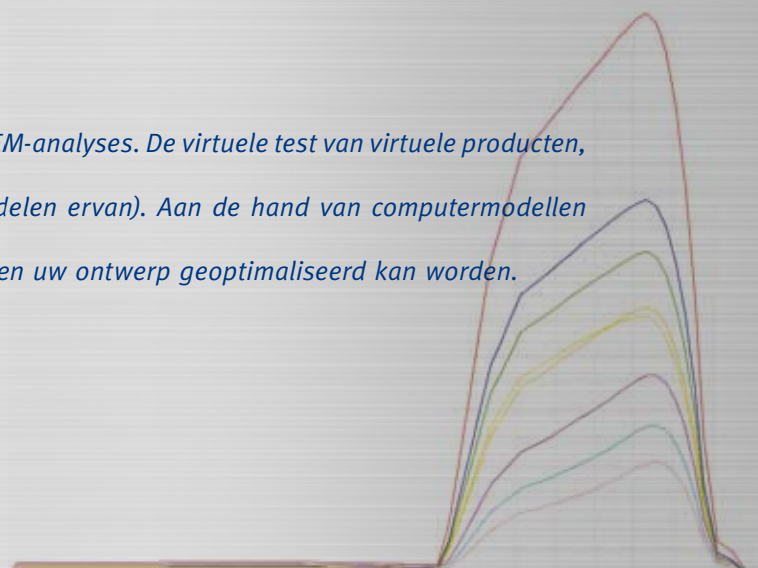 EM-analyses. De virtuele test van virtuele producten,
delen ervan). Aan de hand van computermodellen
en uw ontwerp geoptimaliseerd kan worden.